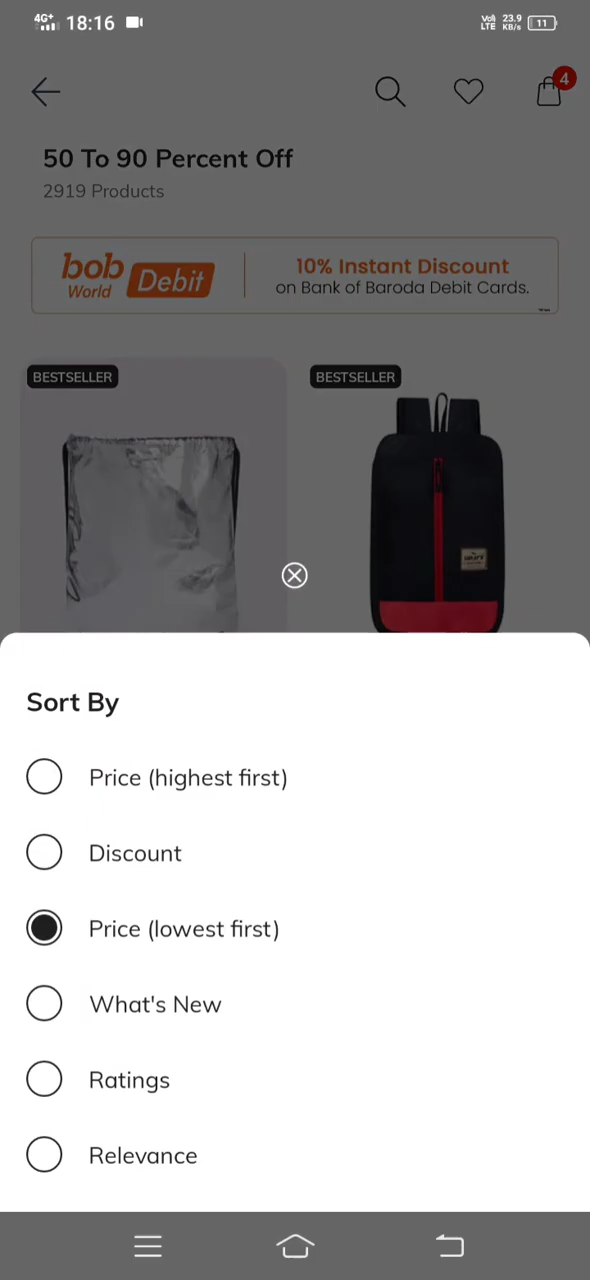 4G+ 18:16 Vo) LTE 23.9 KB/s 11
4
50 To 90 Percent Off
2919 Products
bob World Debit
10% Instant Discount
on Bank of Baroda Debit Cards.
BESTSELLER BESTSELLER
Sort By
Price (highest first)
Discount
Price (lowest first)
What's New
Ratings
Relevance